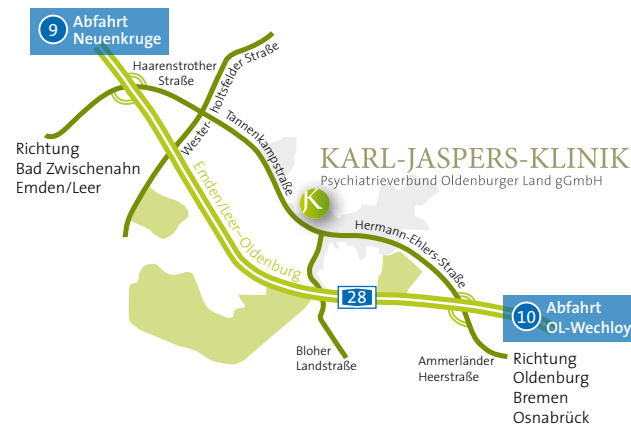 9 Abfahrt
Neuenkruge
Haarenstrother
Straße
Wester-holtsfelder Straße
Tannenkampstraße
Richtung
Bad Zwischenahn
Emden/Leer
KARL-JASPERS-KLINIK
Psychiatrieverbund Oldenburger Land gGmbH
K
Hermann-Ehlers-Straße
Emden/Leer–Oldenburg
28
10 Abfahrt
OL-Wechloy
Bloher
Landstraße
Ammerländer
Heerstraße
Richtung
Oldenburg
Bremen
Osnabrück